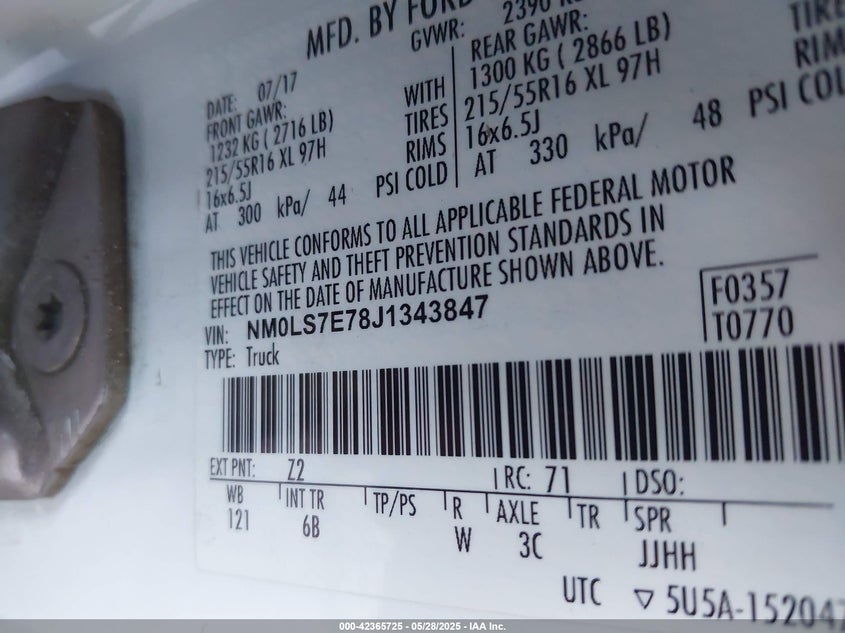 MFD. BY FORD
GVWR: 2390
DATE: 07/17
FRONT GAWR:
1232 KG ( 2716 LB)
215/55R16 XL 97H
16x6.5J
AT 300 kPa/ 44 PSI COLD
WITH
TIRES
RIMS
REAR GAWR:
1300 KG ( 2866 LB)
215/55R16 XL 97H
16x6.5J
AT 330 kPa/ 48 PSI COL
TIRE
RIM
THIS VEHICLE CONFORMS TO ALL APPLICABLE FEDERAL MOTOR
VEHICLE SAFETY AND THEFT PREVENTION STANDARDS IN
EFFECT ON THE DATE OF MANUFACTURE SHOWN ABOVE.
VIN: NM0LS7E78J1343847
TYPE: Truck
F0357
T0770
EXT PNT: Z2 RC: 71 DSO:
WB INT TR TP/PS R AXLE TR SPR
121 6B W 3C JJHH
UTC ▽ 5U5A-152047
000-42365725 - 05/28/2025 - IAA Inc.